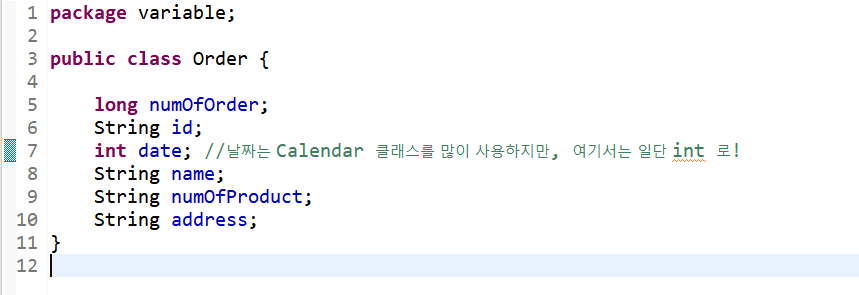 1 package variable;
2
3 public class Order {
4
5 long numOfOrder;
6 String id;
7 int date; //날짜는 Calendar 클래스를 많이 사용하지만, 여기서는 일단 int 로!
8 String name;
9 String numOfProduct;
10 String address;
11 }
12